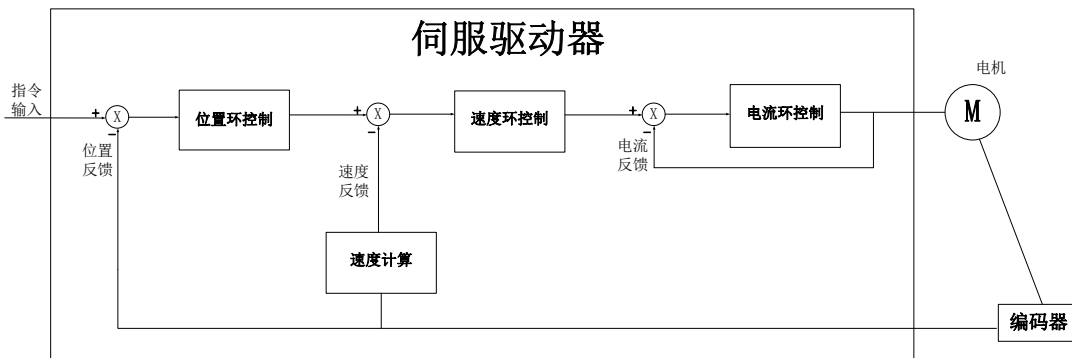 伺服驱动器
指令
输入
+
X
-
位置
反馈
位置环控制
+
X
-
速度
反馈
速度计算
速度环控制
+
X
-
电流
反馈
电流环控制
电机
M
编码器